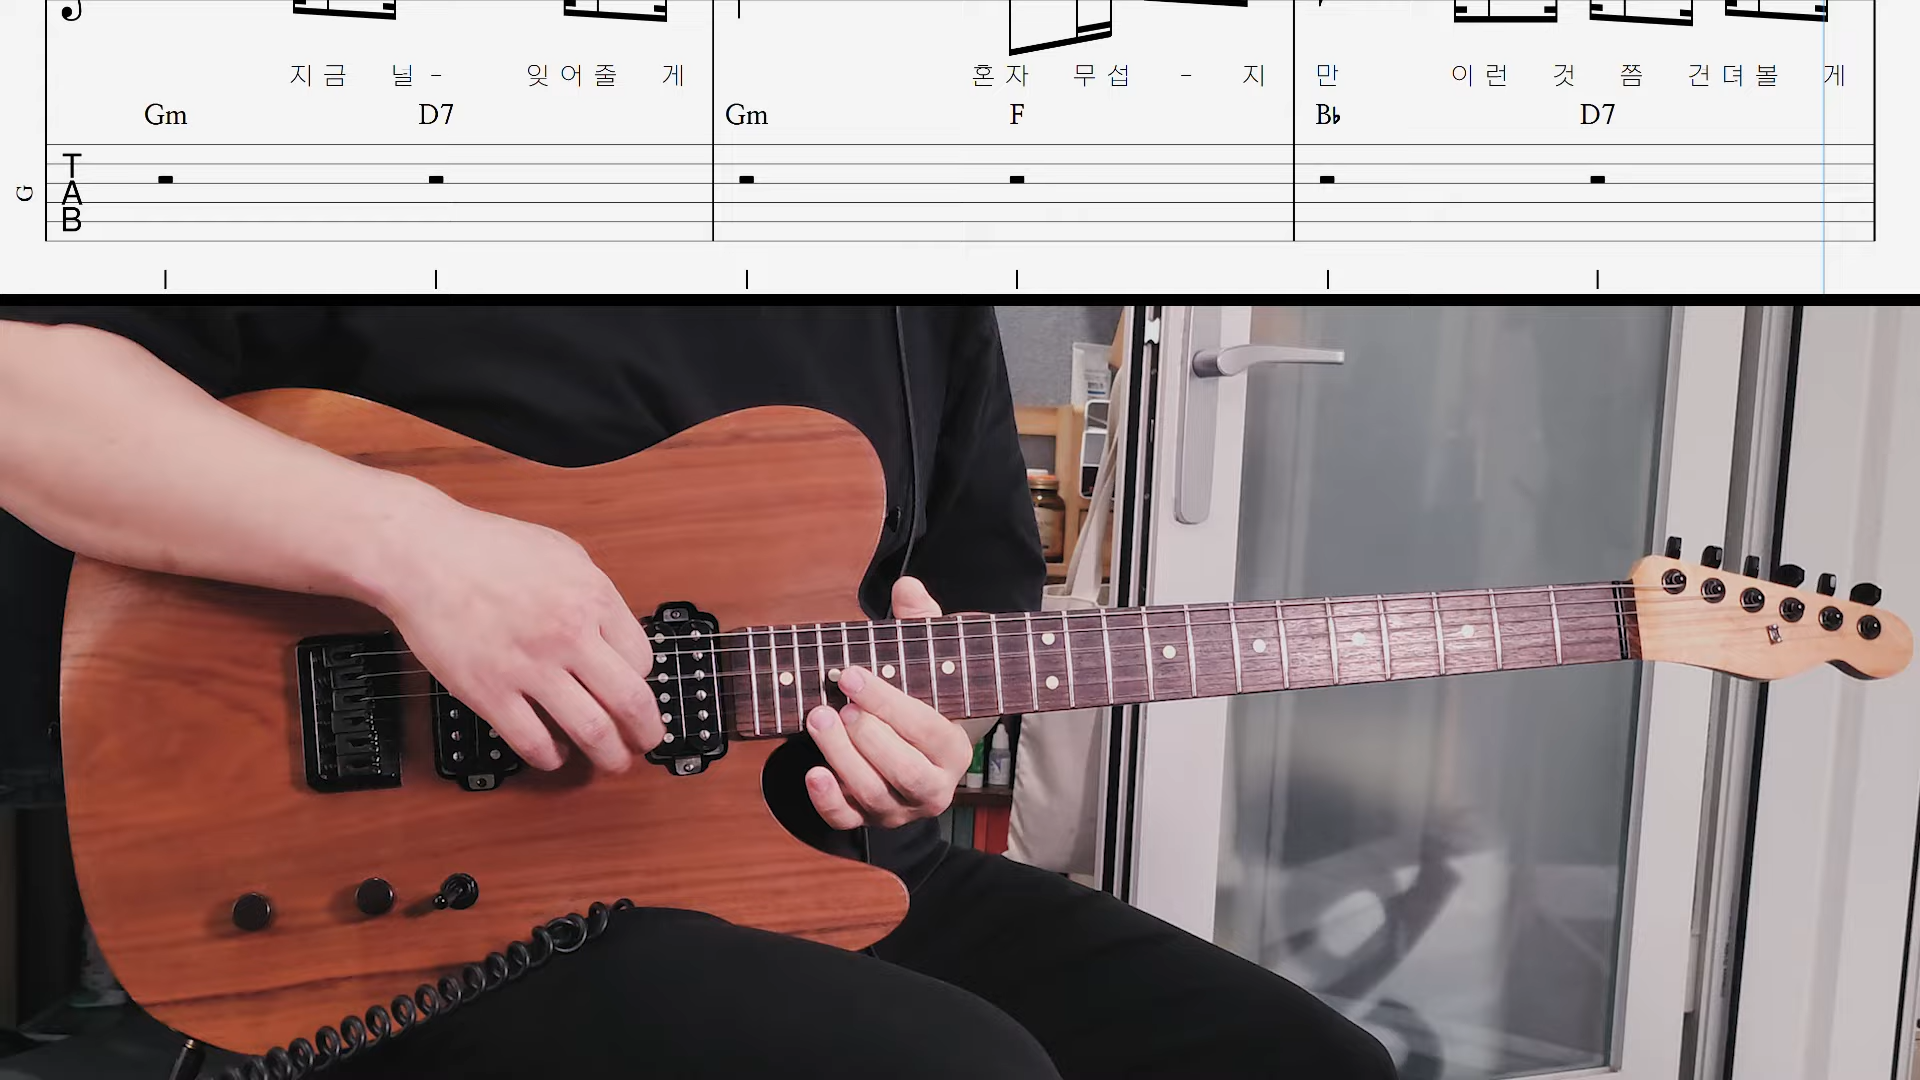 지금 널 - 잊어줄 게 혼자 무섭 - 지 만 이런 것 쯤 건뎌볼 게
Gm D7 Gm F B♭ D7
T
A
B
G